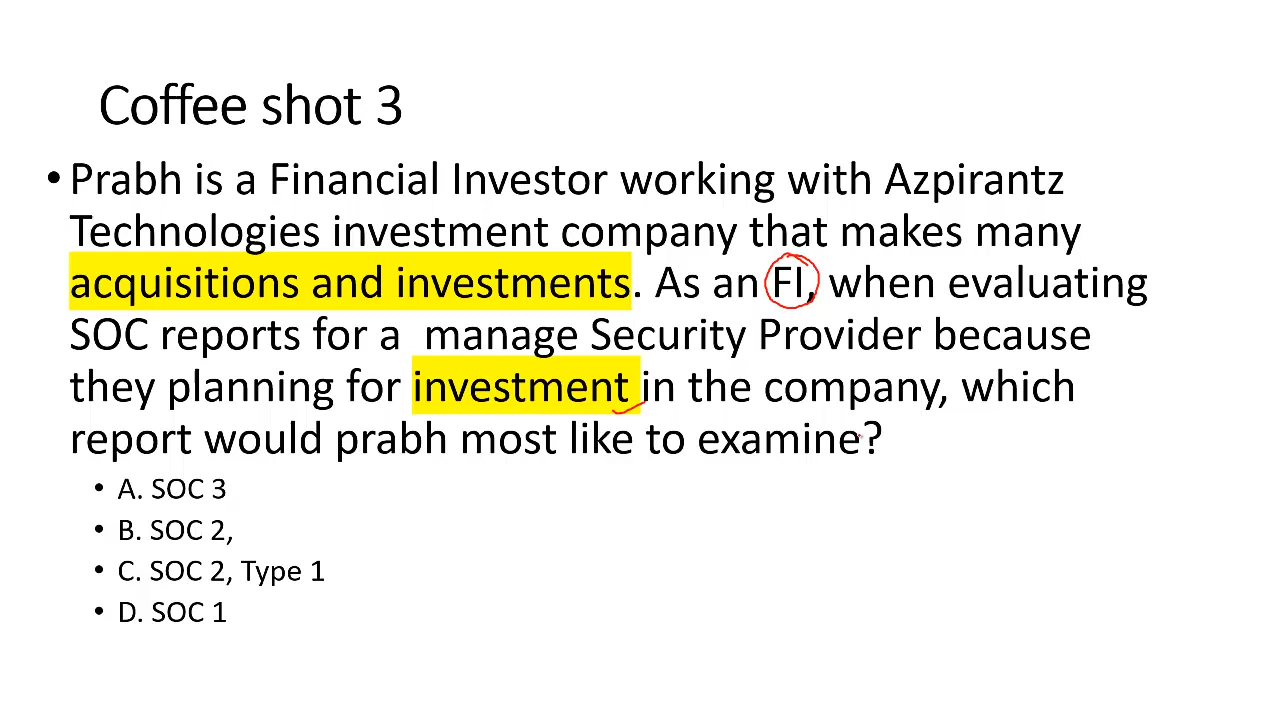 Coffee shot 3
• Prabh is a Financial Investor working with Azpirantz
Technologies investment company that makes many
acquisitions and investments. As an FI, when evaluating
SOC reports for a  manage Security Provider because
they planning for investment in the company, which
report would prabh most like to examine?
• A. SOC 3
• B. SOC 2,
• C. SOC 2, Type 1
• D. SOC 1